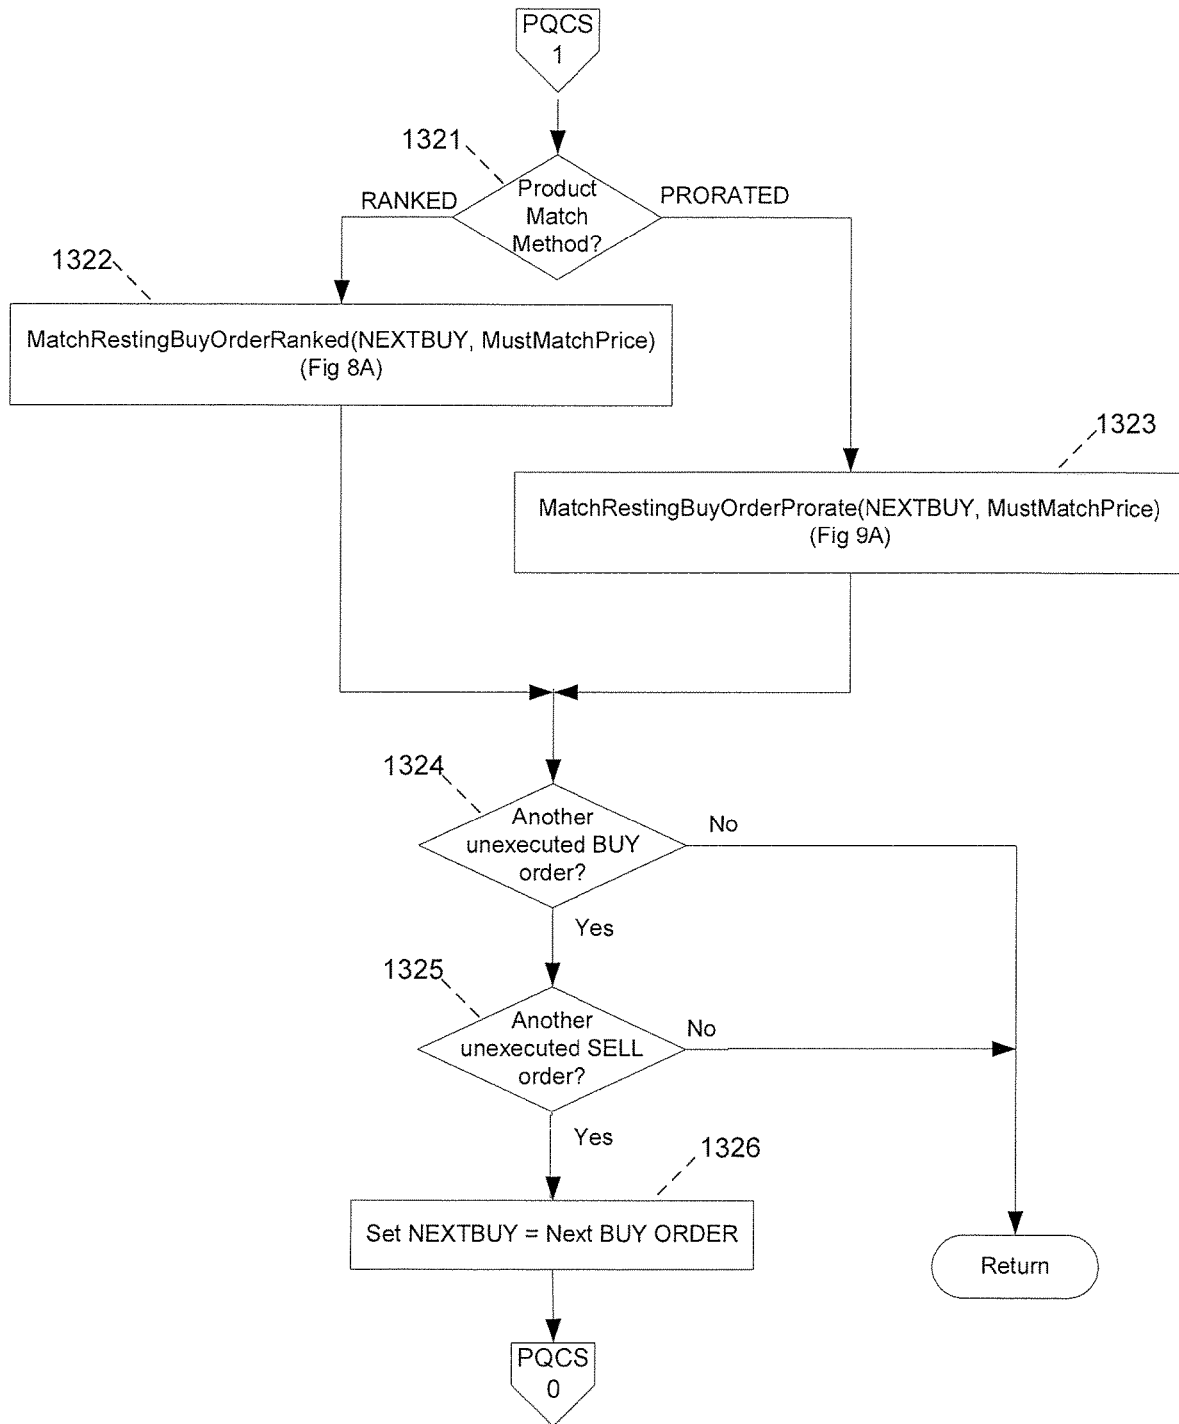 PQCS
1
1321
RANKED
Product
Match
Method?
PRORATED
1322
MatchRestingBuyOrderRanked(NEXTBUY, MustMatchPrice)
(Fig 8A)
1323
MatchRestingBuyOrderProrate(NEXTBUY, MustMatchPrice)
(Fig 9A)
1324
Another
unexecuted BUY
order?
No
Yes
1325
Another
unexecuted SELL
order?
No
Yes
1326
Set NEXTBUY = Next BUY ORDER
Return
PQCS
0